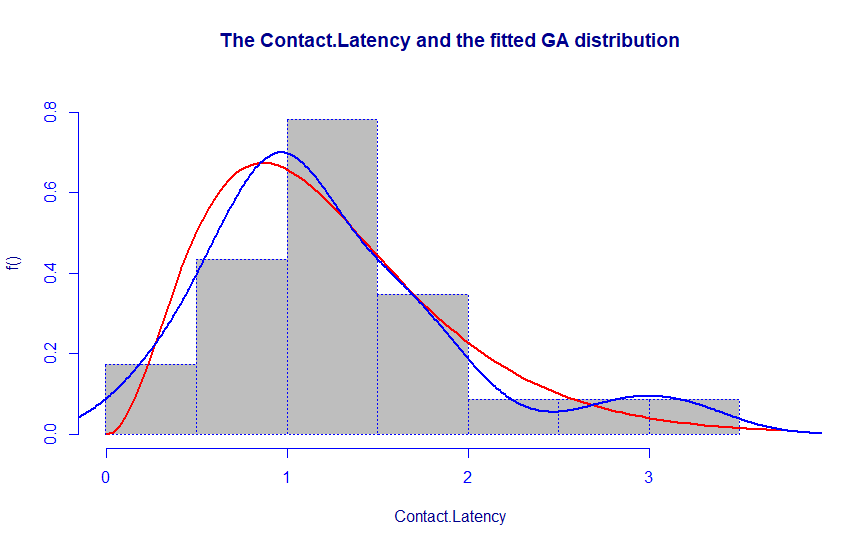 The Contact.Latency and the fitted GA distribution
0.8
0.6
0.4
0.2
0.0
f()
0 1 2 3
Contact.Latency